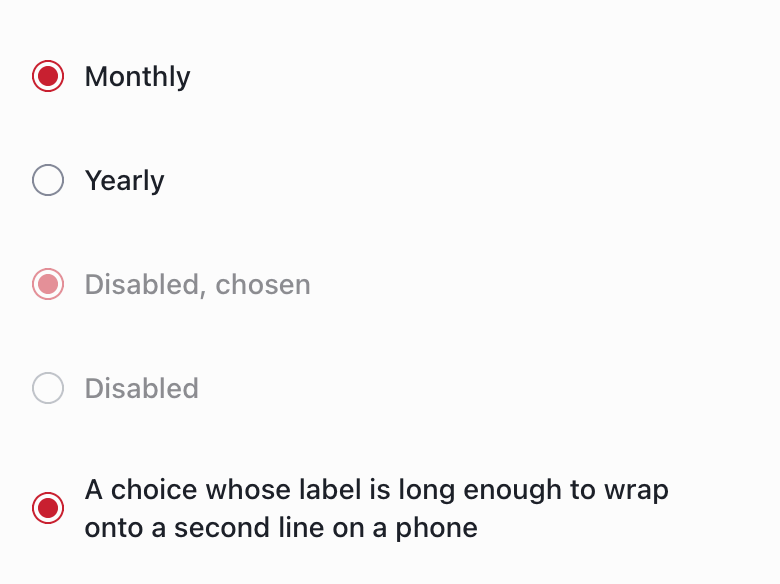 Monthly
Yearly
Disabled, chosen
Disabled
A choice whose label is long enough to wrap
onto a second line on a phone